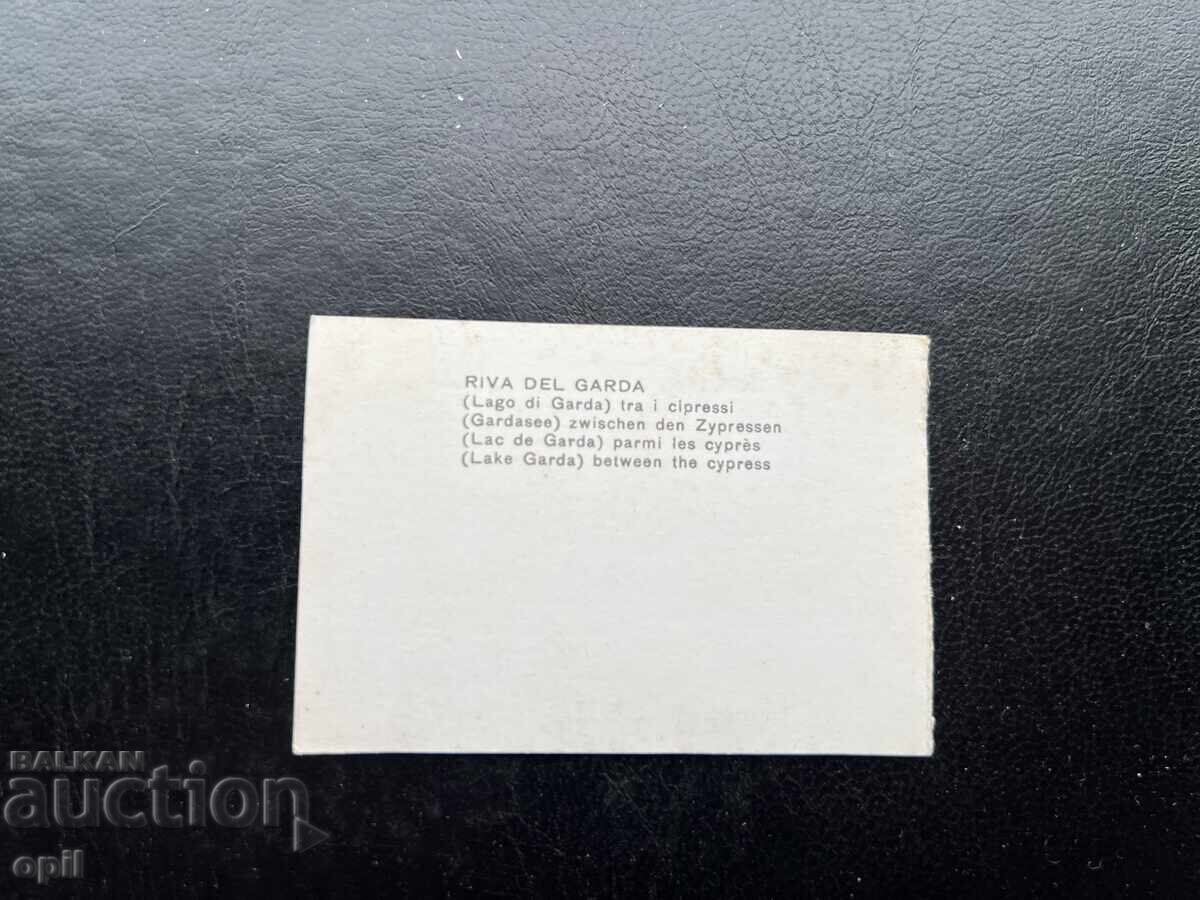 RIVA DEL GARDA
(Lago di Garda) tra i cipressi
(Gardasee) zwischen den Zypressen
(Lac de Garda) parmi les cyprès
(Lake Garda) between the cypress
BALKAN
auction
opil